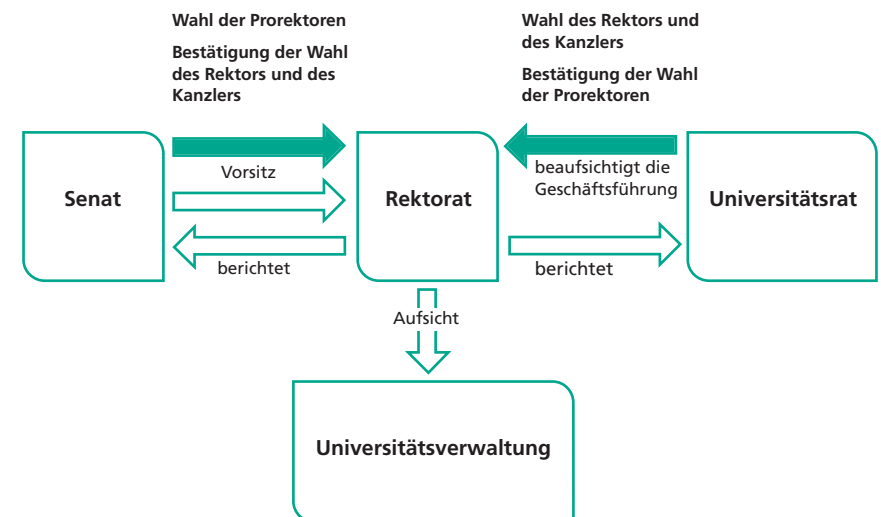 Wahl der Prorektoren
Bestätigung der Wahl
des Rektors und des
Kanzlers
Wahl des Rektors und
des Kanzlers
Bestätigung der Wahl
der Prorektoren
Senat
Vorsitz
berichtet
Rektorat
beaufsichtigt die
Geschäftsführung
berichtet
Universitätsrat
Aufsicht
Universitätsverwaltung